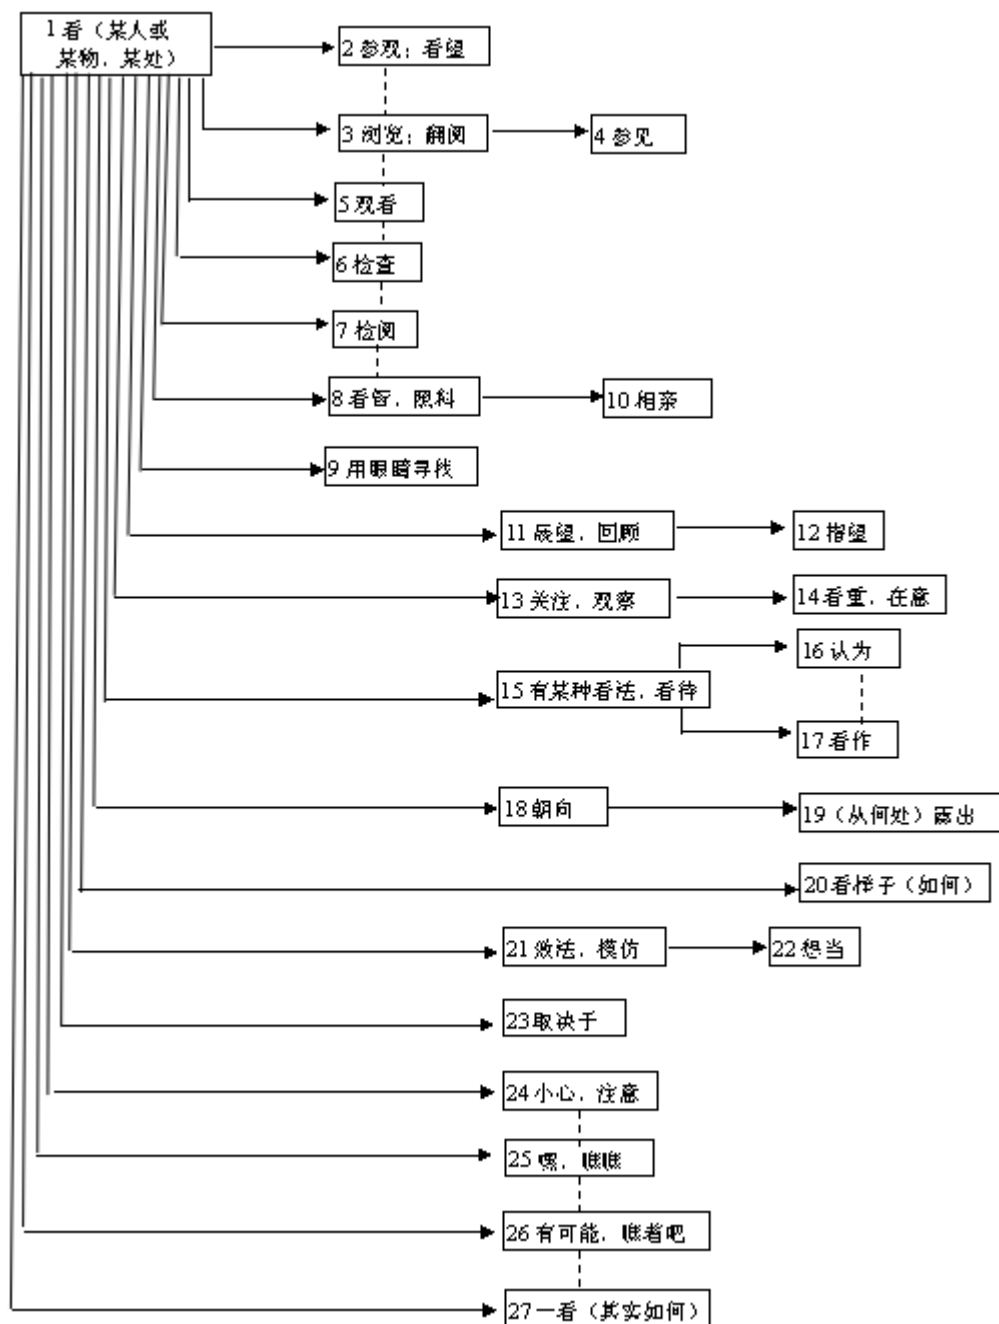 1 看（某人或
某物，某处）
2 参观；看望
3 浏览；翻阅
4 参见
5 观看
6 检查
7 检阅
8 看管，照料
10 相亲
9 用眼睛寻找
11 展望，回顾
12 指望
13 关注，观察
14 看重，在意
15 有某种看法，看待
16 认为
17 看作
18 朝向
19（从何处）露出
20 看样子（如何）
21 效法，模仿
22 想当
23 取决于
24 小心，注意
25 嘿，瞧瞧
26 有可能，瞧着吧
27 一看（其实如何）